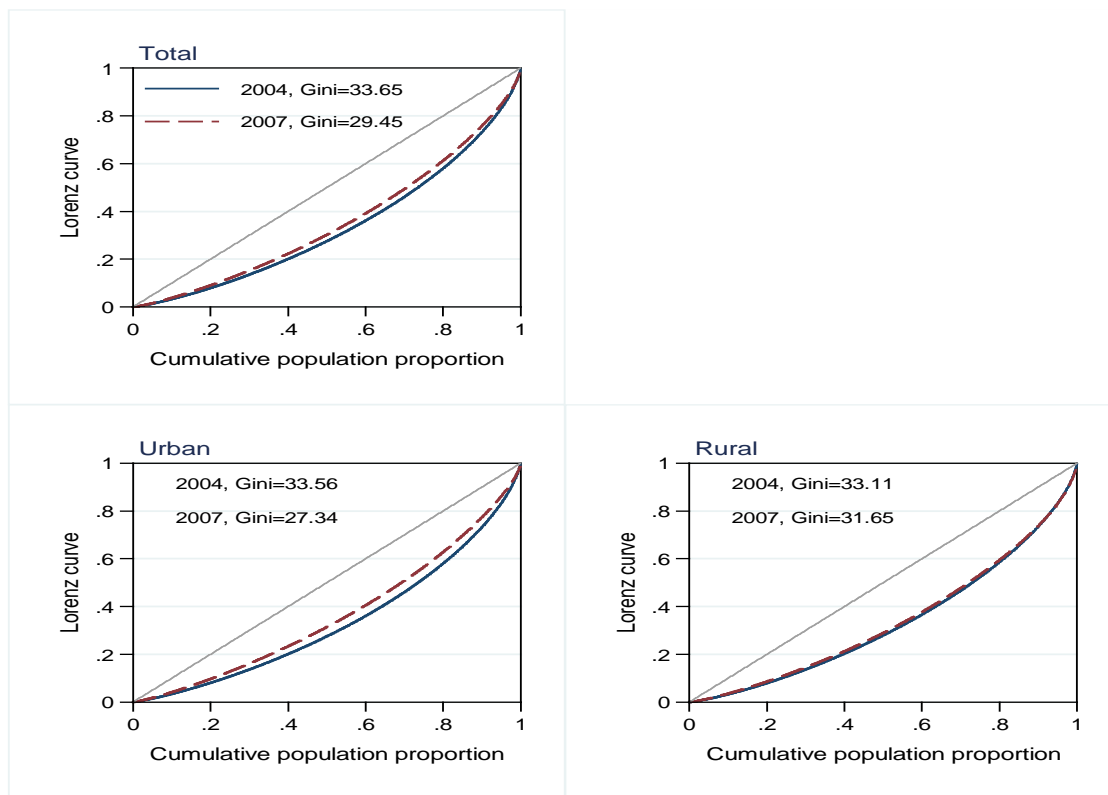 Total
2004, Gini=33.65
2007, Gini=29.45
Lorenz curve
1
.8
.6
.4
.2
0
0 .2 .4 .6 .8 1
Cumulative population proportion
Urban
2004, Gini=33.56
2007, Gini=27.34
Lorenz curve
1
.8
.6
.4
.2
0
0 .2 .4 .6 .8 1
Cumulative population proportion
Rural
2004, Gini=33.11
2007, Gini=31.65
Lorenz curve
1
.8
.6
.4
.2
0
0 .2 .4 .6 .8 1
Cumulative population proportion